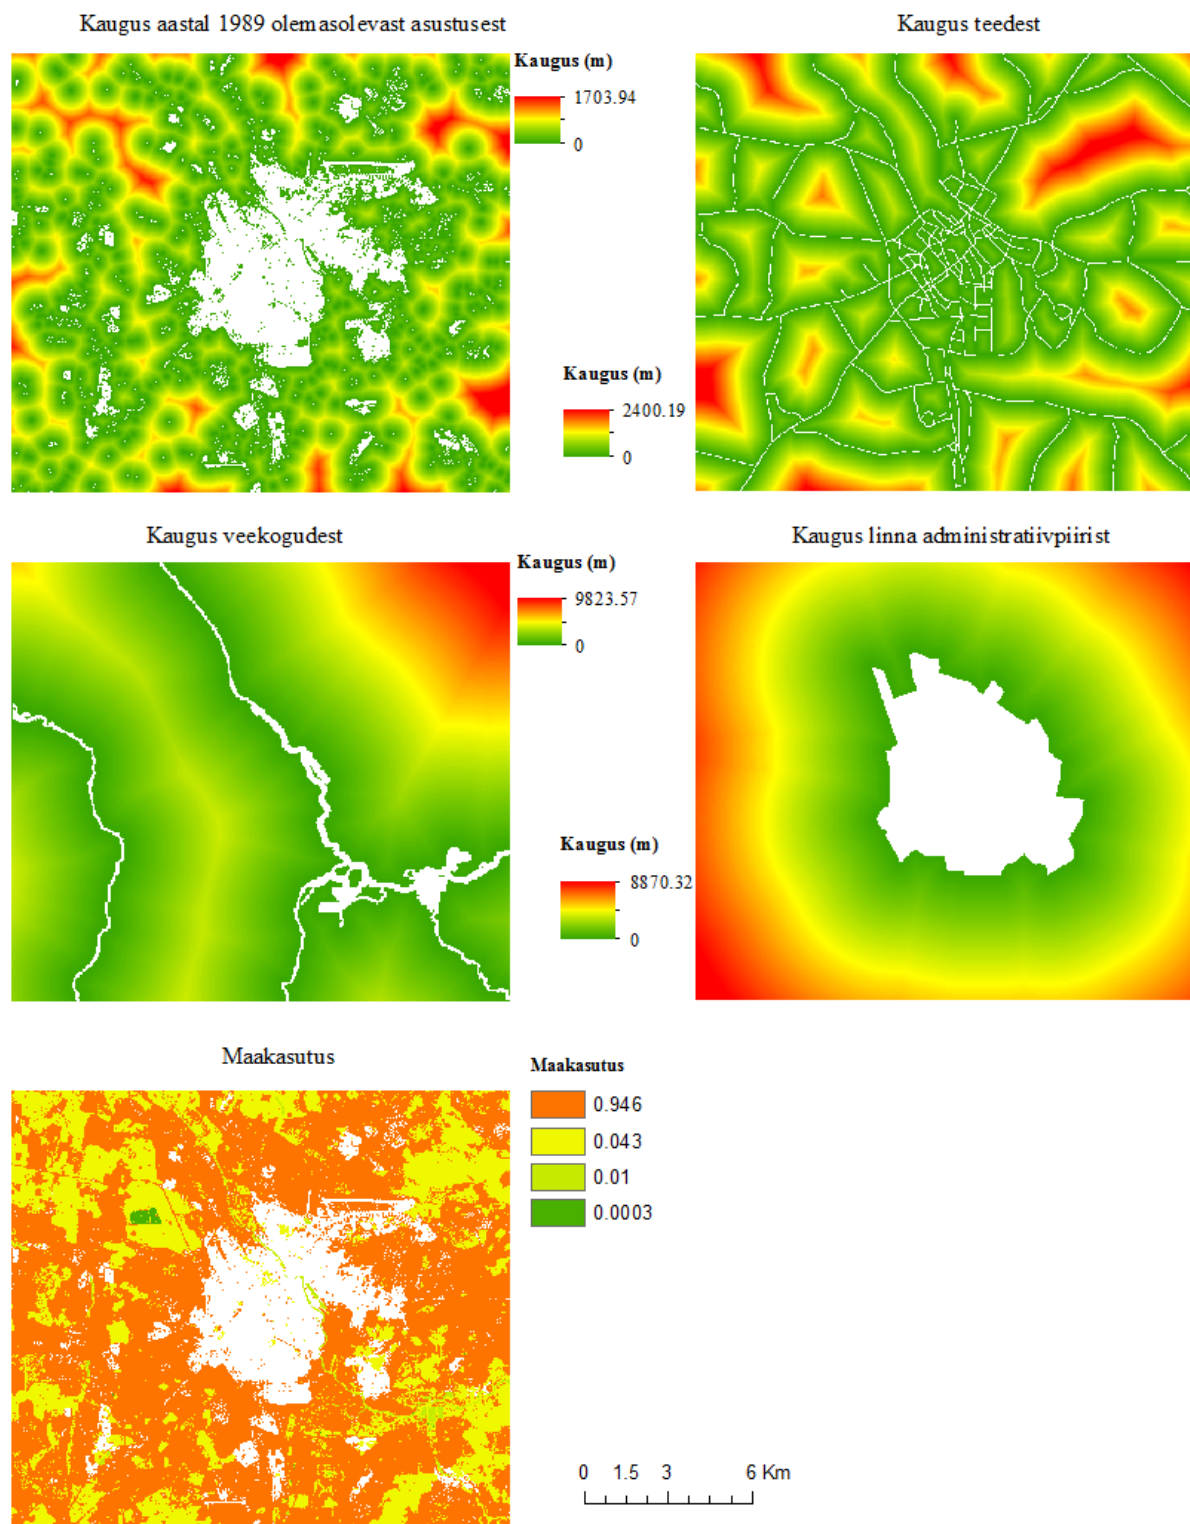 Kaugus aastal 1989 olemasolevast asustusest
Kaugus teedest
Kaugus (m)
1703.94
0
Kaugus (m)
2400.19
0
Kaugus veekogudest
Kaugus linna administratiivpiirist
Kaugus (m)
9823.57
0
Kaugus (m)
8870.32
0
Maakasutus
Maakasutus
0.946
0.043
0.01
0.0003
0 1.5 3 6 Km